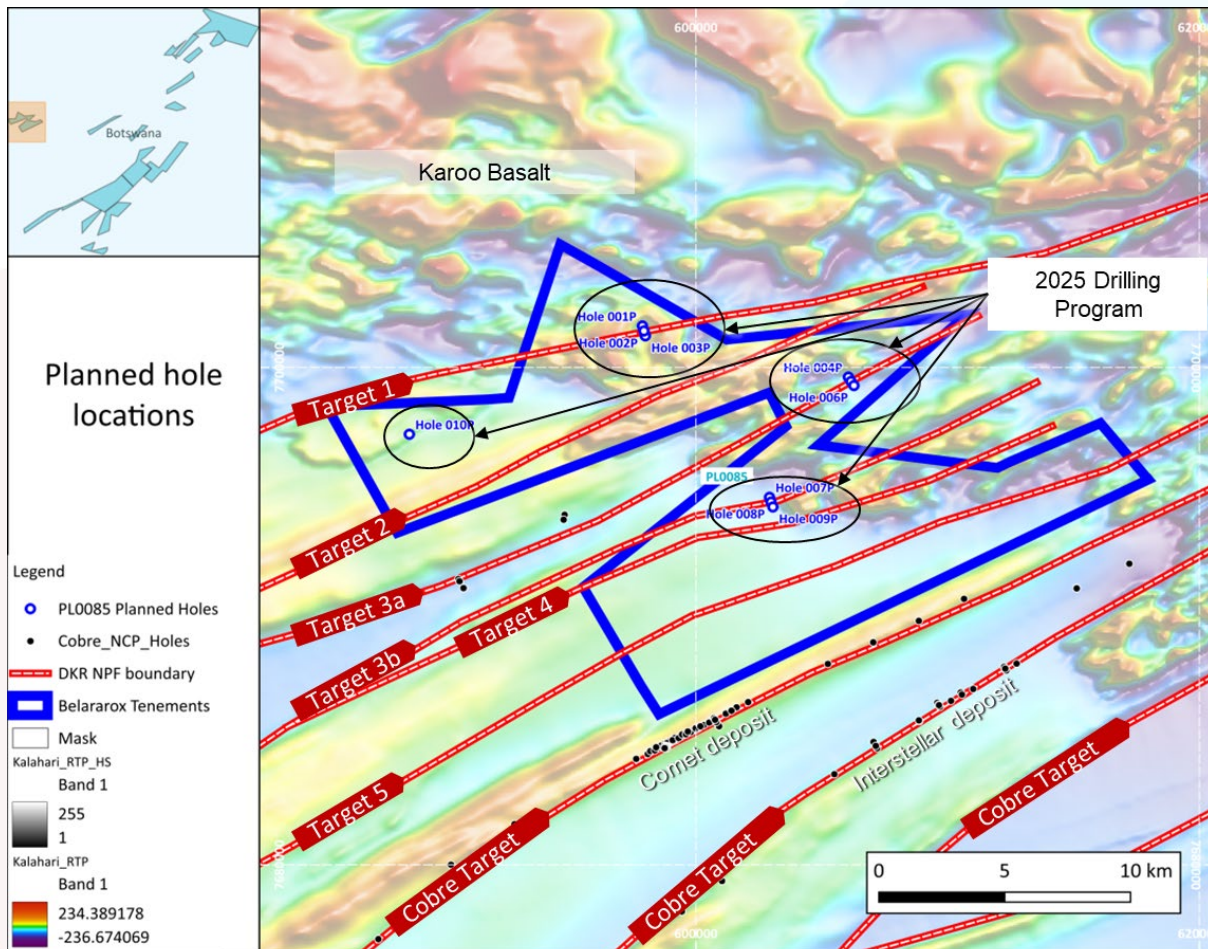 Botswana
Planned hole
locations
Legend
PL0085 Planned Holes
Cobre_NCP_Holes
DKR NPF boundary
Belararox Tenements
Mask
Kalahari_RTP_HS
Band 1
255
1
Kalahari_RTP
Band 1
234.389178
-236.674069
600000
Karoo Basalt
2025 Drilling
Program
Hole 001P
Hole 002P
Hole 003P
Hole 004P
Hole 006P
Hole 010P
PL0085
Hole 007P
Hole 008P
Hole 009P
Target 1
Target 2
Target 3a
Target 3b
Target 4
Target 5
Comet deposit
Interstellar deposit
Cobre Target
Cobre Target
Cobre Target
0 5 10 km
600000